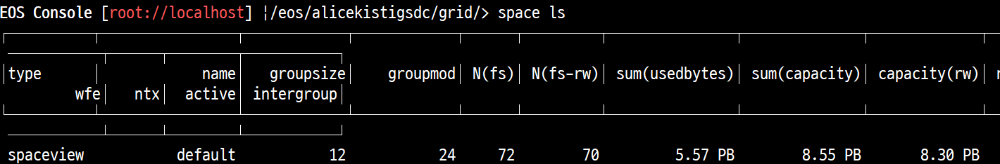 EOS Console [root://localhost] |/eos/alicekistigsdc/grid/> space ls
type name groupsize groupmod N(fs) N(fs-rw) sum(usedbytes) sum(capacity) capacity(rw)
wfe ntx active intergroup
spaceview default 12 24 72 70 5.57 PB 8.55 PB 8.30 PB